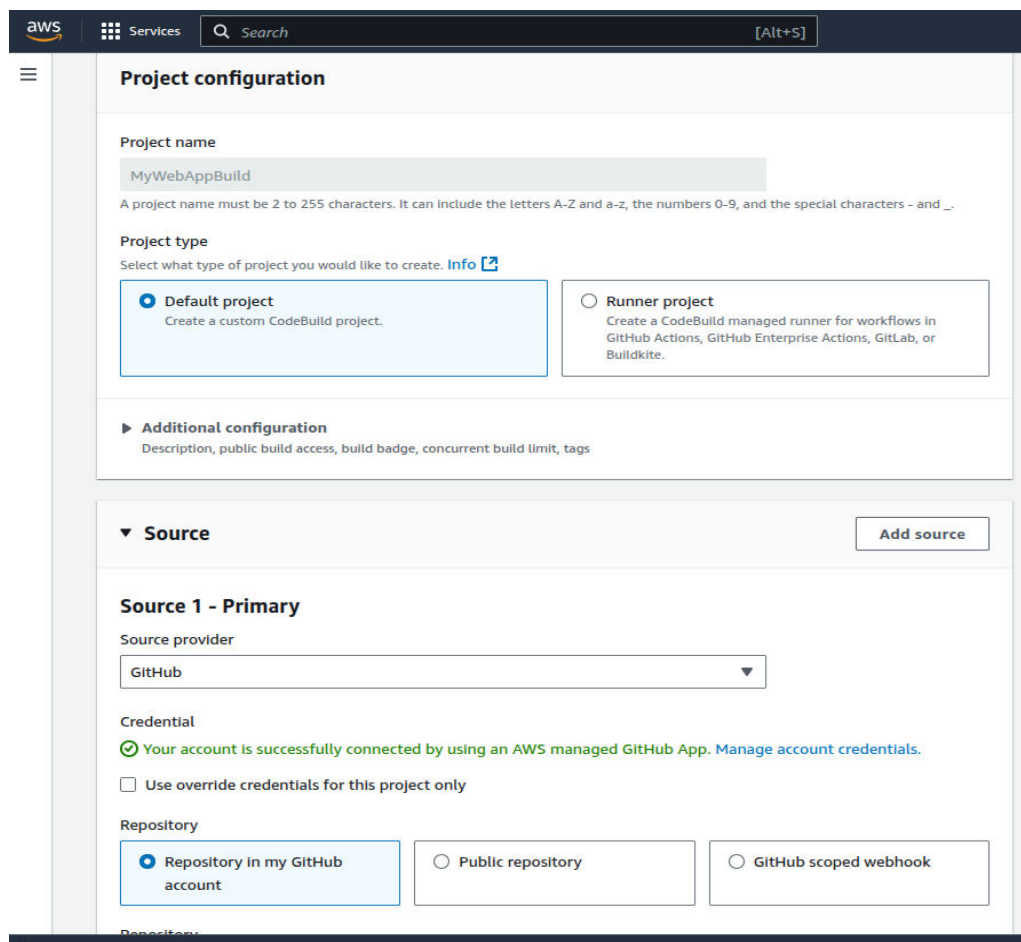 aws
Services
Search
[Alt+S]
Project configuration
Project name
MyWebAppBuild
A project name must be 2 to 255 characters. It can include the letters A-Z and a-z, the numbers 0-9, and the special characters - and _.
Project type
Select what type of project you would like to create. Info
Default project
Create a custom CodeBuild project.
Runner project
Create a CodeBuild managed runner for workflows in
GitHub Actions, GitHub Enterprise Actions, GitLab, or
Buildkite.
Additional configuration
Description, public build access, build badge, concurrent build limit, tags
Source
Add source
Source 1 - Primary
Source provider
GitHub
Credential
Your account is successfully connected by using an AWS managed GitHub App. Manage account credentials.
Use override credentials for this project only
Repository
Repository in my GitHub
account
Public repository
GitHub scoped webhook
Repository